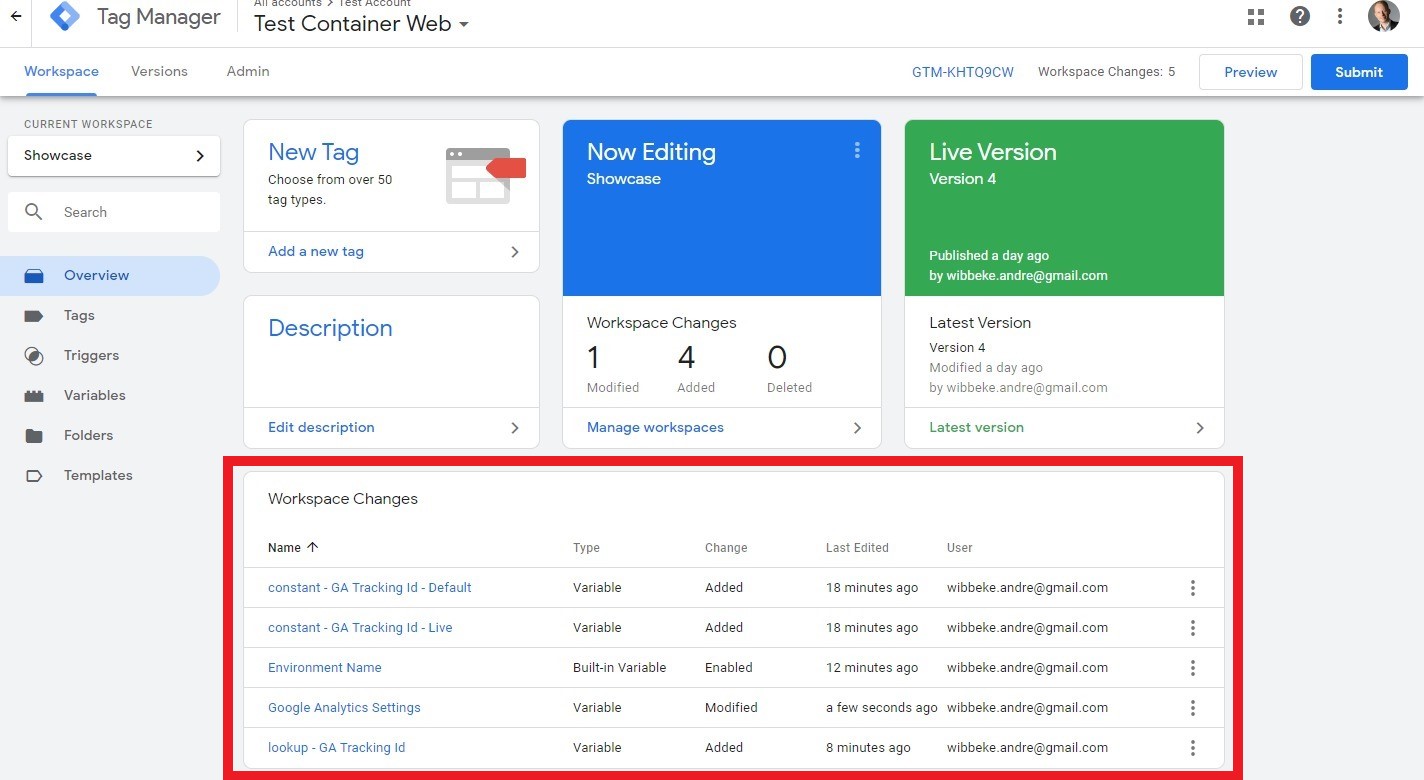 All accounts > Test Account
Tag Manager
Test Container Web
Workspace Versions Admin
GTM-KHTQ9CW Workspace Changes: 5 Preview Submit
CURRENT WORKSPACE
Showcase
Search
Overview
Tags
Triggers
Variables
Folders
Templates
New Tag
Choose from over 50
tag types.
Add a new tag
Description
Edit description
Now Editing
Showcase
Workspace Changes
1 4 0
Modified Added Deleted
Manage workspaces
Live Version
Version 4
Published a day ago
by wibbeke.andre@gmail.com
Latest Version
Version 4
Modified a day ago
by wibbeke.andre@gmail.com
Latest version
Workspace Changes
Name Type Change Last Edited User
constant - GA Tracking Id - Default Variable Added 18 minutes ago wibbeke.andre@gmail.com
constant - GA Tracking Id - Live Variable Added 18 minutes ago wibbeke.andre@gmail.com
Environment Name Built-in Variable Enabled 12 minutes ago wibbeke.andre@gmail.com
Google Analytics Settings Variable Modified a few seconds ago wibbeke.andre@gmail.com
lookup - GA Tracking Id Variable Added 8 minutes ago wibbeke.andre@gmail.com